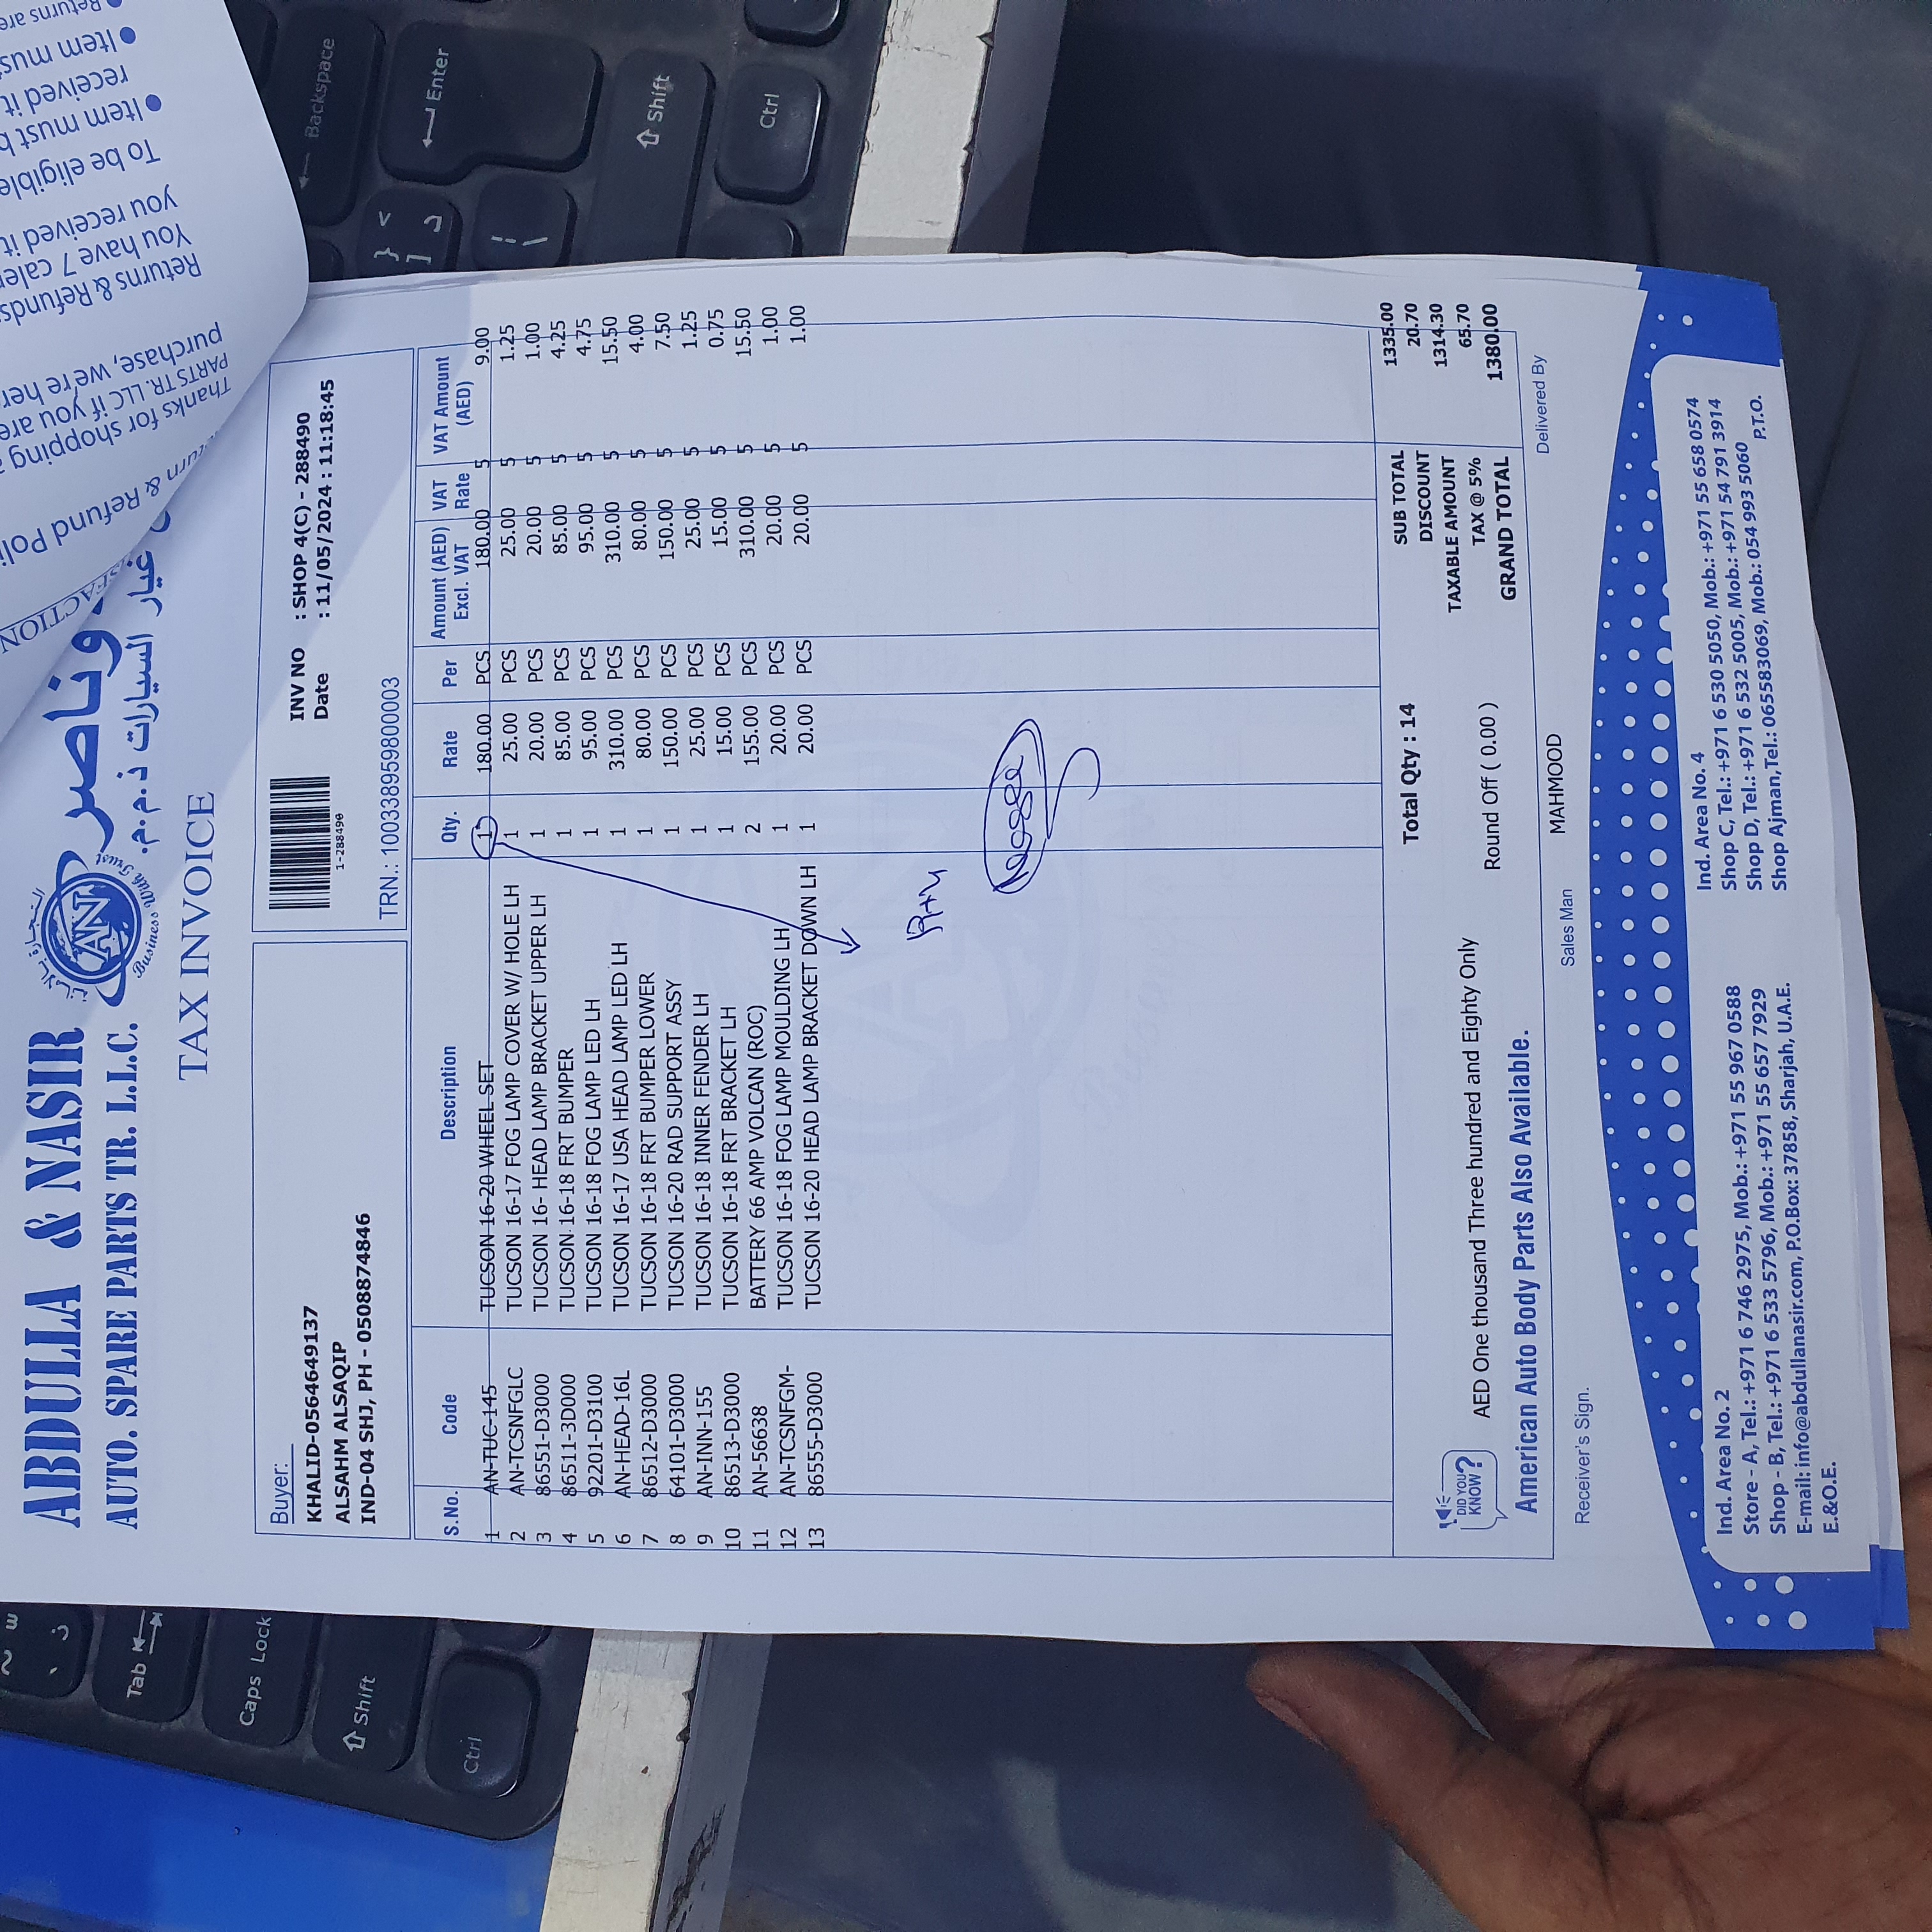 ABDULLA & NASIR
AUTO. SPARE PARTS TR. L.L.C.
وناصر
غيار السيارات ذ.م.م.
AN
Business With Trust
TAX INVOICE
Buyer:
KHALID-0564649137
ALSAHM ALSAQIP
IND-04 SHJ, PH - 0508874846
1-288490
INV NO : SHOP 4(C) - 288490
Date : 11/05/2024 : 11:18:45
TRN.: 100338959800003
S.No. Code Description Qty. Rate Per Amount (AED) Excl. VAT VAT Rate VAT Amount (AED)
1 AN-TUC-145 TUCSON 16-20 WHEEL SET 1 180.00 PCS 180.00 5 9.00
2 AN-TCSNFGLC TUCSON 16-17 FOG LAMP COVER W/ HOLE LH 1 25.00 PCS 25.00 5 1.25
3 86551-D3000 TUCSON 16- HEAD LAMP BRACKET UPPER LH 1 20.00 PCS 20.00 5 1.00
4 86511-3D000 TUCSON 16-18 FRT BUMPER 1 85.00 PCS 85.00 5 4.25
5 92201-D3100 TUCSON 16-18 FOG LAMP LED LH 1 95.00 PCS 95.00 5 4.75
6 AN-HEAD-16L TUCSON 16-17 USA HEAD LAMP LED LH 1 310.00 PCS 310.00 5 15.50
7 86512-D3000 TUCSON 16-18 FRT BUMPER LOWER 1 80.00 PCS 80.00 5 4.00
8 64101-D3000 TUCSON 16-20 RAD SUPPORT ASSY 1 150.00 PCS 150.00 5 7.50
9 AN-INN-155 TUCSON 16-18 INNER FENDER LH 1 25.00 PCS 25.00 5 1.25
10 86513-D3000 TUCSON 16-18 FRT BRACKET LH 1 15.00 PCS 15.00 5 0.75
11 AN-56638 BATTERY 66 AMP VOLCAN (ROC) 2 155.00 PCS 310.00 5 15.50
12 AN-TCSNFGM- TUCSON 16-18 FOG LAMP MOULDING LH 1 20.00 PCS 20.00 5 1.00
13 86555-D3000 TUCSON 16-20 HEAD LAMP BRACKET DOWN LH 1 20.00 PCS 20.00 5 1.00
Total Qty : 14
SUB TOTAL 1335.00
DISCOUNT 20.70
TAXABLE AMOUNT 1314.30
TAX @ 5% 65.70
GRAND TOTAL 1380.00
DID YOU KNOW?
AED One thousand Three hundred and Eighty Only
Round Off ( 0.00 )
American Auto Body Parts Also Available.
Receiver's Sign.
Sales Man MAHMOOD
Delivered By
Ind. Area No. 2
Store - A, Tel.: +971 6 746 2975, Mob.: +971 55 967 0588
Shop - B, Tel.: +971 6 533 5796, Mob.: +971 55 657 7929
E-mail: info@abdullanasir.com, P.O.Box: 37858, Sharjah, U.A.E.
E.&O.E.
Ind. Area No. 4
Shop C, Tel.: +971 6 530 5050, Mob.: +971 55 658 0574
Shop D, Tel.: +971 6 532 5005, Mob.: +971 54 791 3914
Shop Ajman, Tel.: 065583069, Mob.: 054 993 5060
P.T.O.
Refund
Thanks for shopping
PARTS TR. LLC if you are
purchase, we're her
Returns & Refunds
You have 7 cale
you received it
To be eligible
Item must b
received it
Item mus
Returns are
Backspace
Enter
Shift
Ctrl
Tab
Caps Lock
Shift
Ctrl